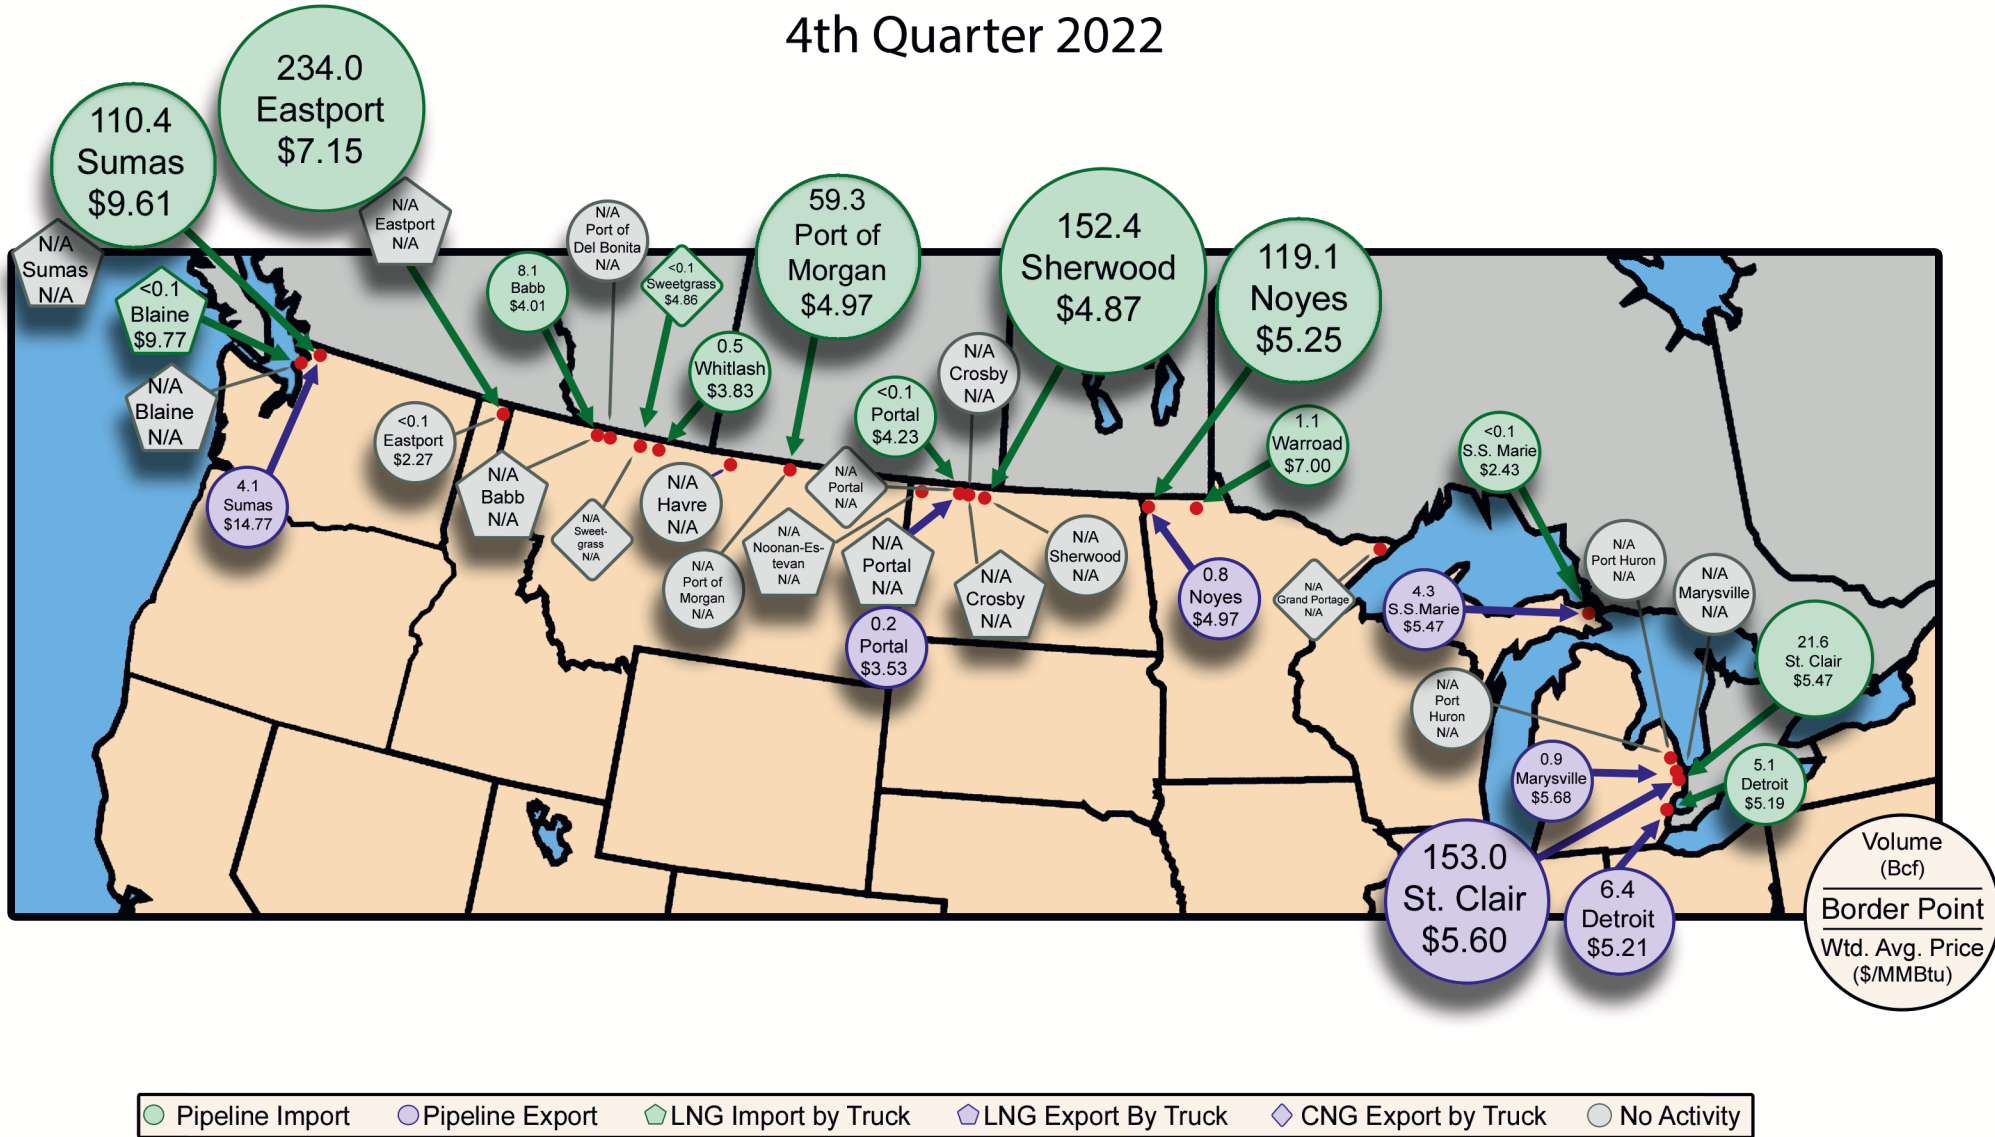 4th Quarter 2022
234.0
Eastport
$7.15
110.4
Sumas
$9.61
N/A
Sumas
N/A
<0.1
Blaine
$9.77
N/A
Blaine
N/A
4.1
Sumas
$14.77
N/A
Eastport
N/A
<0.1
Eastport
$2.27
8.1
Babb
$4.01
N/A
Babb
N/A
N/A
Port of
Del Bonita
N/A
<0.1
Sweetgrass
$4.86
N/A
Sweet-
grass
N/A
0.5
Whitlash
$3.83
N/A
Havre
N/A
59.3
Port of
Morgan
$4.97
N/A
Port of
Morgan
N/A
N/A
Noonan-Es-
tevan
N/A
N/A
Portal
N/A
<0.1
Portal
$4.23
N/A
Portal
N/A
0.2
Portal
$3.53
N/A
Crosby
N/A
N/A
Crosby
N/A
152.4
Sherwood
$4.87
N/A
Sherwood
N/A
119.1
Noyes
$5.25
0.8
Noyes
$4.97
1.1
Warroad
$7.00
N/A
Grand Portage
N/A
<0.1
S.S. Marie
$2.43
4.3
S.S.Marie
$5.47
N/A
Port Huron
N/A
N/A
Marysville
N/A
N/A
Port
Huron
N/A
21.6
St. Clair
$5.47
0.9
Marysville
$5.68
5.1
Detroit
$5.19
153.0
St. Clair
$5.60
6.4
Detroit
$5.21
Volume
(Bcf)
Border Point
Wtd. Avg. Price
($/MMBtu)
Pipeline Import
Pipeline Export
LNG Import by Truck
LNG Export By Truck
CNG Export by Truck
No Activity